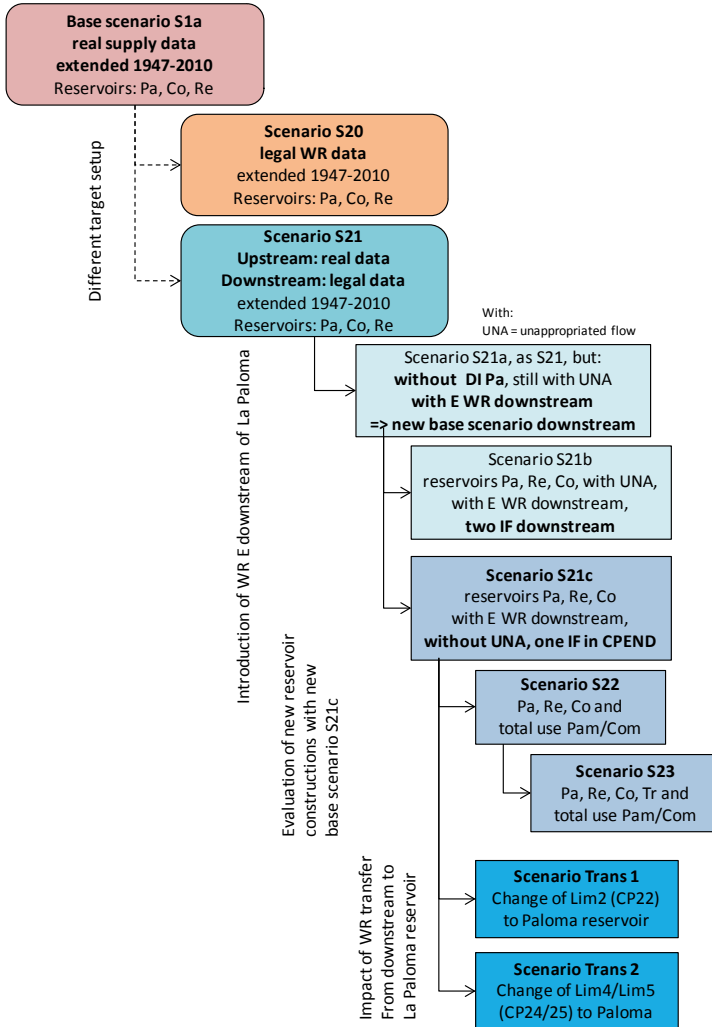 Base scenario S1a
real supply data
extended 1947-2010
Reservoirs: Pa, Co, Re
Different target setup
Scenario S20
legal WR data
extended 1947-2010
Reservoirs: Pa, Co, Re
Scenario S21
Upstream: real data
Downstream: legal data
extended 1947-2010
Reservoirs: Pa, Co, Re
With:
UNA = unappropriated flow
Introduction of WR E downstream of La Paloma
Scenario S21a, as S21, but:
without DI Pa, still with UNA
with E WR downstream
=> new base scenario downstream
Scenario S21b
reservoirs Pa, Re, Co, with UNA,
with E WR downstream,
two IF downstream
Scenario S21c
reservoirs Pa, Re, Co
with E WR downstream,
without UNA, one IF in CPEND
Evaluation of new reservoir
constructions with new
base scenario S21c
Scenario S22
Pa, Re, Co and
total use Pam/Com
Scenario S23
Pa, Re, Co, Tr and
total use Pam/Com
Impact of WR transfer
From downstream to
La Paloma reservoir
Scenario Trans 1
Change of Lim2 (CP22)
to Paloma reservoir
Scenario Trans 2
Change of Lim4/Lim5
(CP24/25) to Paloma